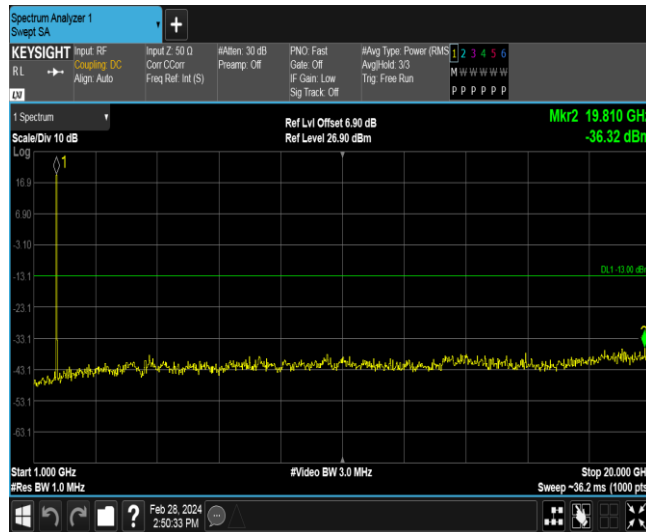 Spectrum Analyzer 1
Swept SA
KEYSIGHT
RL
LXI
Input: RF
Coupling: DC
Align: Auto
Input Z: 50 Ω
Corr CCorr
Freq Ref: Int (S)
#Atten: 30 dB
Preamp: Off
PNO: Fast
Gate: Off
IF Gain: Low
Sig Track: Off
#Avg Type: Power (RMS
Avg|Hold: 3/3
Trig: Free Run
1 2 3 4 5 6
M W W W W W
P P P P P P
1 Spectrum
Scale/Div 10 dB
Log
Ref Lvl Offset 6.90 dB
Ref Level 26.90 dBm
Mkr2 19.810 GHz
-36.32 dBm
1
16.9
6.90
-3.10
-13.1
DL1 -13.00 dBm
-23.1
-33.1
-43.1
-53.1
-63.1
Start 1.000 GHz
#Res BW 1.0 MHz
#Video BW 3.0 MHz
Stop 20.000 GHz
Sweep ~36.2 ms (1000 pts)
?
Feb 28, 2024
2:50:33 PM